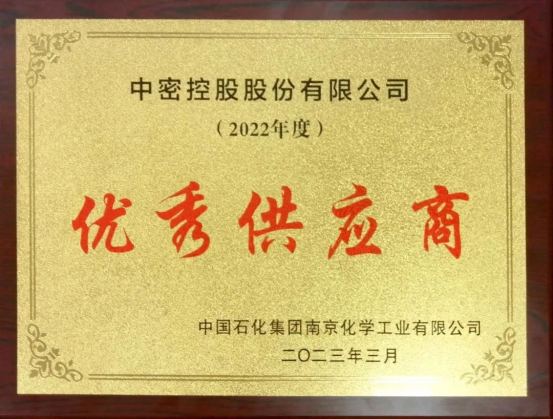 中密控股股份有限公司
（2022年度）
优秀供应商
中国石化集团南京化学工业有限公司
二〇二三年三月